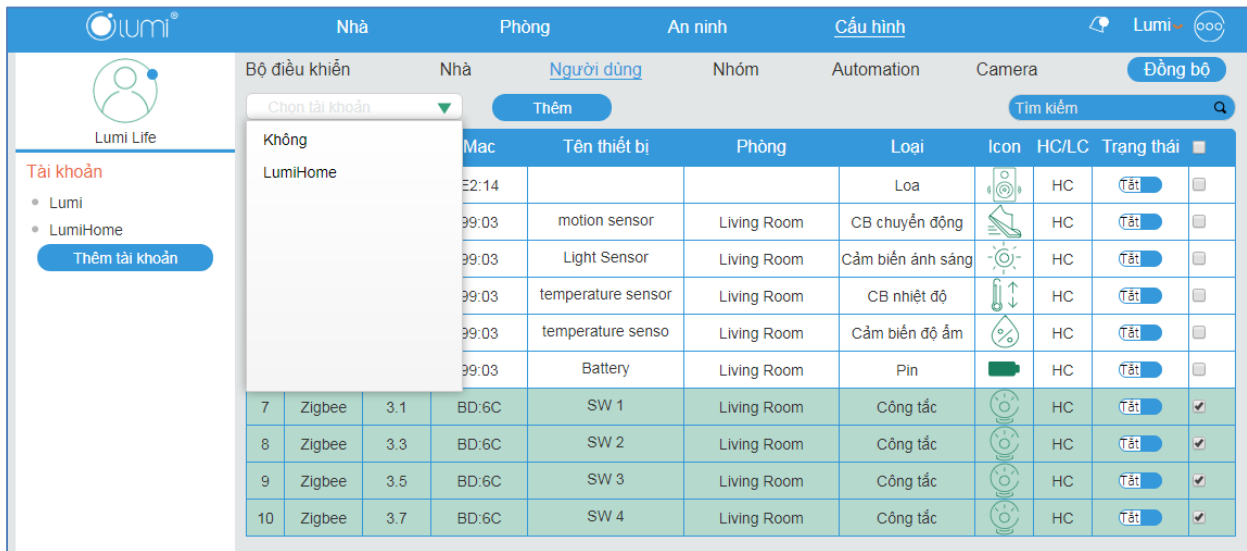 lumi®
Nhà Phòng An ninh Cấu hình Lumi
Bộ điều khiển Nhà Người dùng Nhóm Automation Camera Đồng bộ
Lumi Life
Tài khoản
Lumi
LumiHome
Thêm tài khoản
Chọn tài khoản Thêm Tìm kiếm
Không
LumiHome
Mac Tên thiết bị Phòng Loại Icon HC/LC Trạng thái
E2:14 Loa HC Tắt
99:03 motion sensor Living Room CB chuyển động HC Tắt
99:03 Light Sensor Living Room Cảm biến ánh sáng HC Tắt
99:03 temperature sensor Living Room CB nhiệt độ HC Tắt
99:03 temperature senso Living Room Cảm biến độ ẩm HC Tắt
99:03 Battery Living Room Pin HC Tắt
7 Zigbee 3.1 BD:6C SW 1 Living Room Công tắc HC Tắt
8 Zigbee 3.3 BD:6C SW 2 Living Room Công tắc HC Tắt
9 Zigbee 3.5 BD:6C SW 3 Living Room Công tắc HC Tắt
10 Zigbee 3.7 BD:6C SW 4 Living Room Công tắc HC Tắt